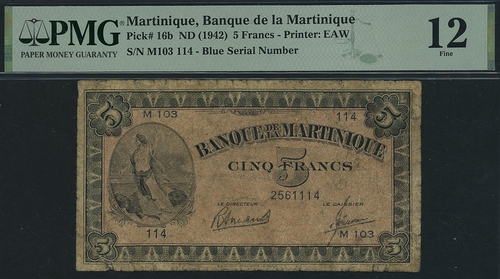 PMG
PAPER MONEY GUARANTY
Martinique, Banque de la Martinique
Pick# 16b ND (1942) 5 Francs - Printer: EAW
S/N M103 114 - Blue Serial Number
12
Fine
5
M 103
114
5
BANQUE DE LA MARTINIQUE
CINQ FRANCS
5
2561114
LE DIRECTEUR
LE CAISSIER
114
M 103
5
5